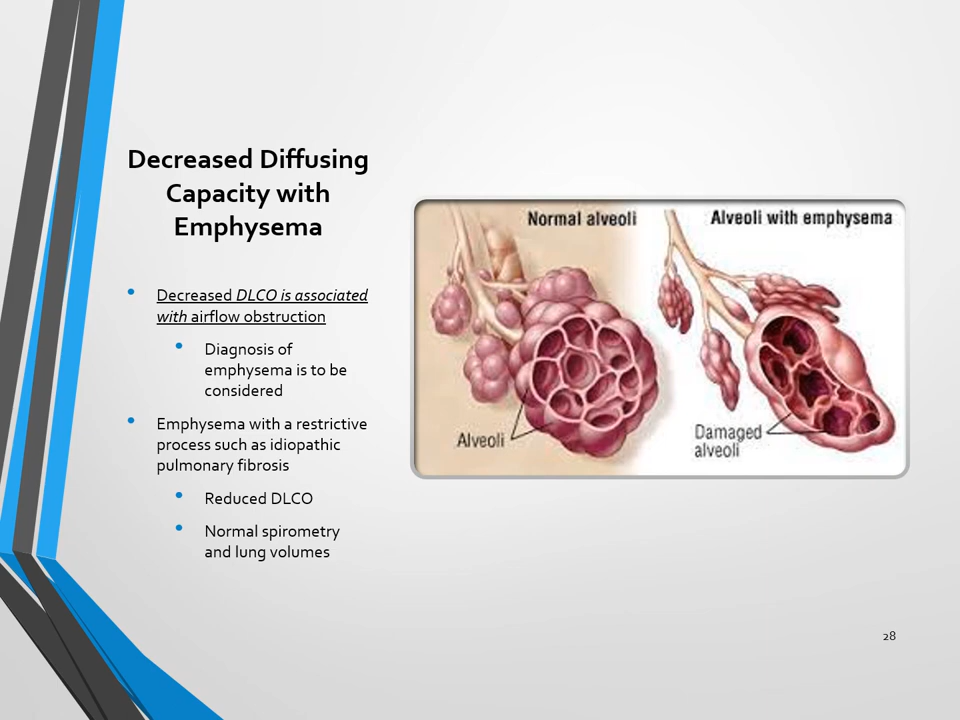 Decreased Diffusing
Capacity with
Emphysema
• Decreased DLCO is associated
with airflow obstruction
• Diagnosis of
emphysema is to be
considered
• Emphysema with a restrictive
process such as idiopathic
pulmonary fibrosis
• Reduced DLCO
• Normal spirometry
and lung volumes
Normal alveoli
Alveoli with emphysema
Alveoli
Damaged
alveoli
28